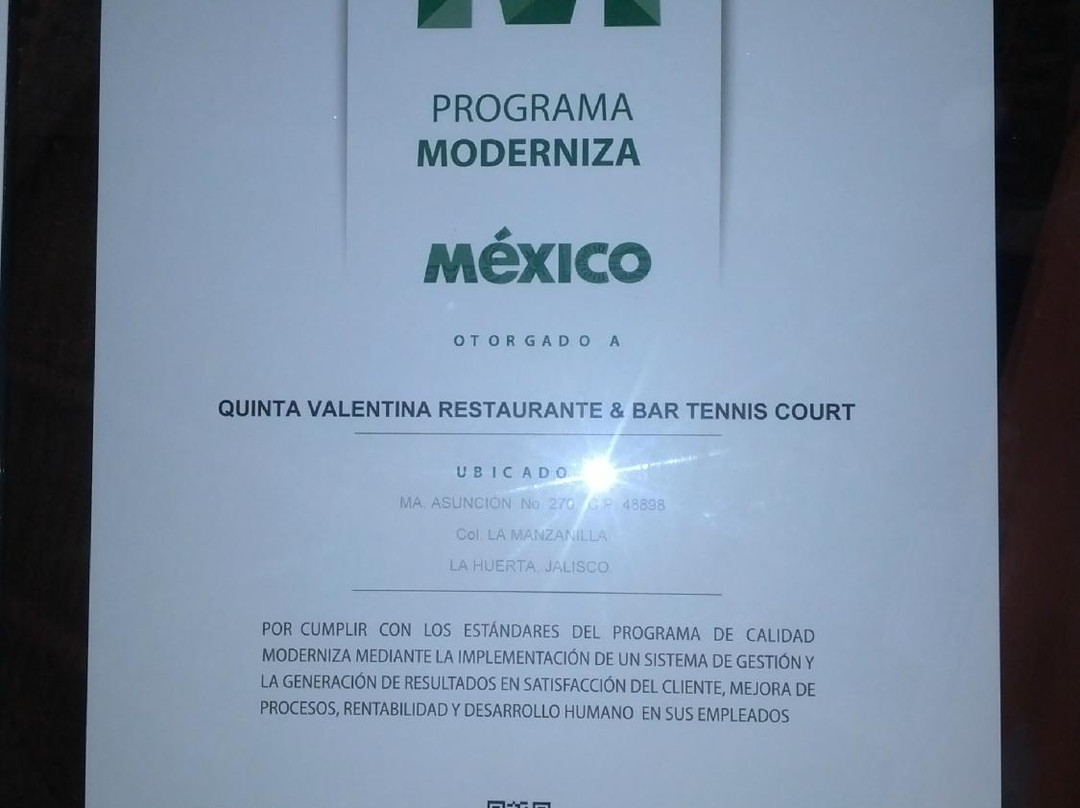 PROGRAMA
MODERNIZA
MÉXICO
OTORGADO A
QUINTA VALENTINA RESTAURANTE & BAR TENNIS COURT
UBICADO
MA. ASUNCIÓN No. 270 C.P. 48898
Col. LA MANZANILLA
LA HUERTA, JALISCO.
POR CUMPLIR CON LOS ESTÁNDARES DEL PROGRAMA DE CALIDAD
MODERNIZA MEDIANTE LA IMPLEMENTACIÓN DE UN SISTEMA DE GESTIÓN Y
LA GENERACIÓN DE RESULTADOS EN SATISFACCIÓN DEL CLIENTE, MEJORA DE
PROCESOS, RENTABILIDAD Y DESARROLLO HUMANO EN SUS EMPLEADOS